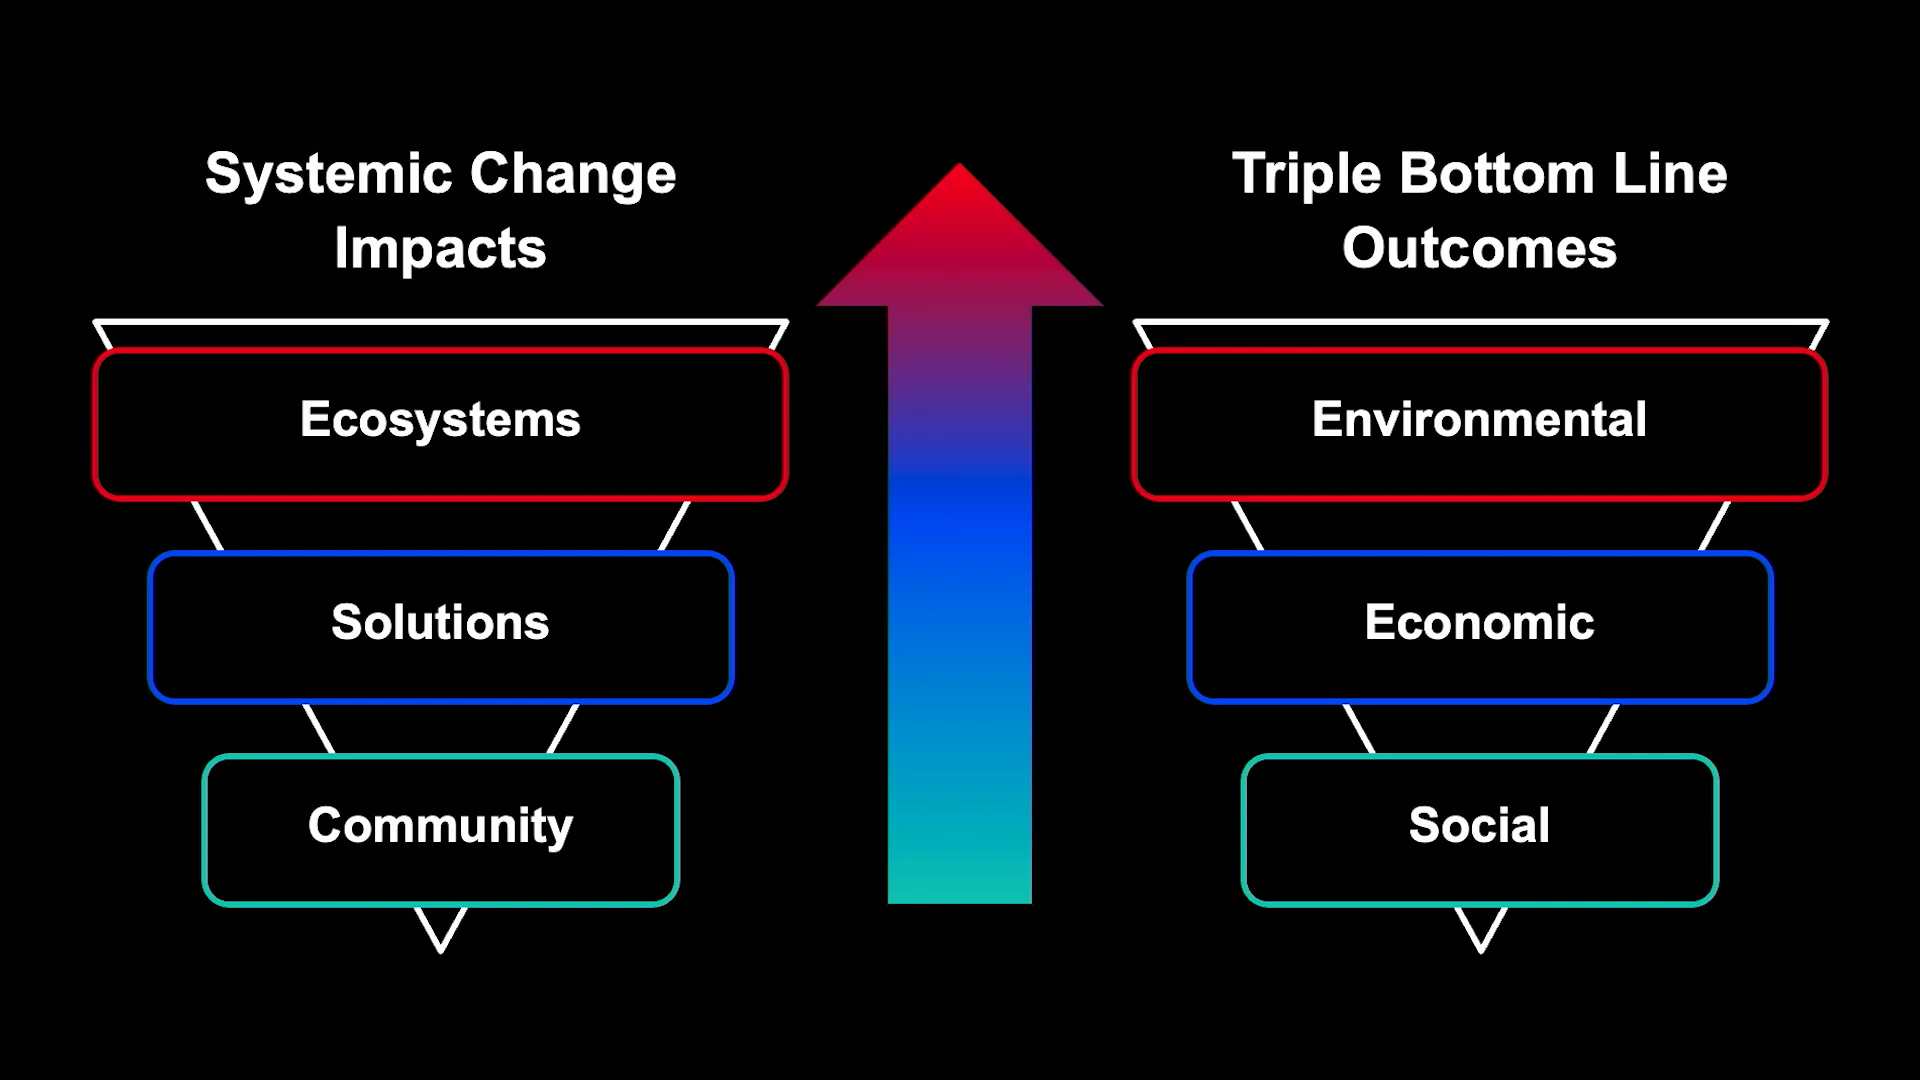 Systemic Change
Impacts
Ecosystems
Solutions
Community
Triple Bottom Line
Outcomes
Environmental
Economic
Social